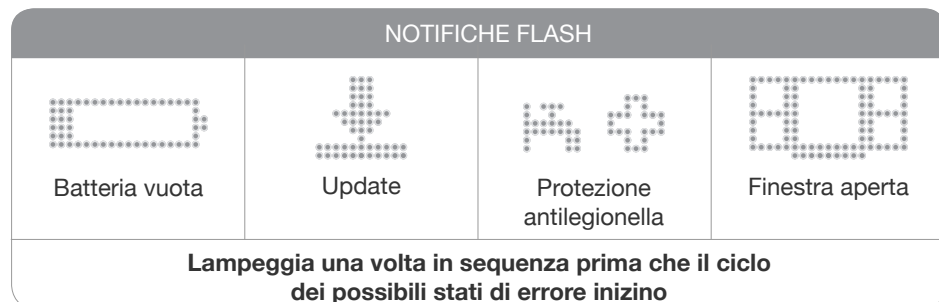 NOTIFICHE FLASH
Batteria vuota
Update
Protezione
antilegionella
Finestra aperta
Lampeggia una volta in sequenza prima che il ciclo
dei possibili stati di errore inizino